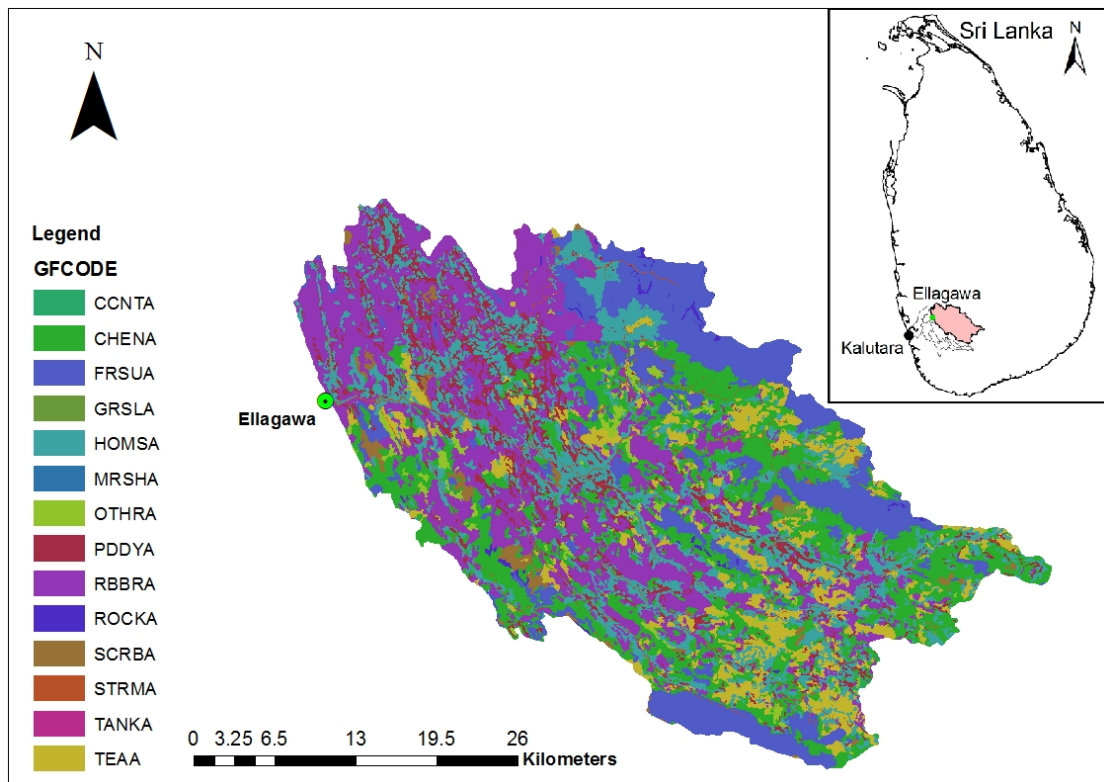 Sri Lanka
N
N
Ellagawa
Kalutara
Legend
GFCODE
CCNTA
CHENA
FRSUA
GRSLA
HOMSA
MRSHA
OTHRA
PDDYA
RBBRA
ROCKA
SCRBA
STRMA
TANKA
TEAA
Ellagawa
0 3.25 6.5 13 19.5 26
Kilometers